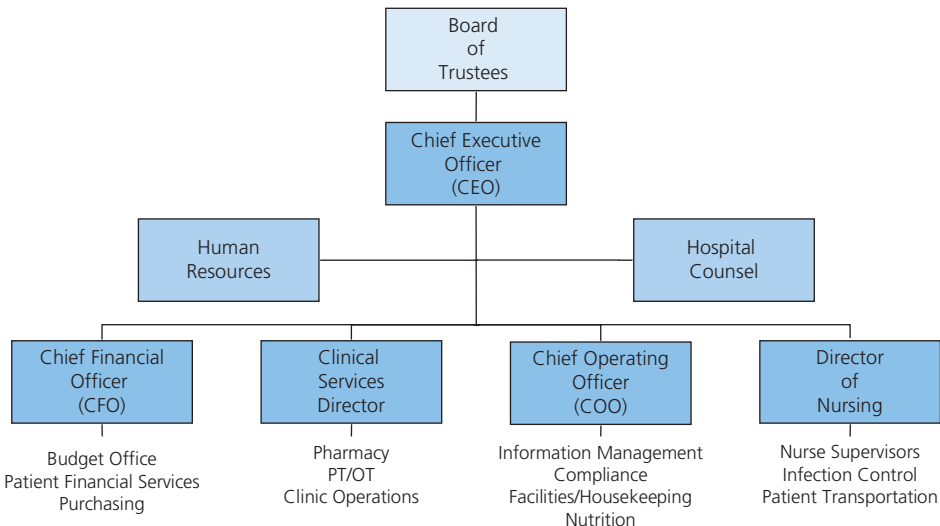 Board
of
Trustees
Chief Executive
Officer
(CEO)
Human
Resources
Hospital
Counsel
Chief Financial
Officer
(CFO)
Clinical
Services
Director
Chief Operating
Officer
(COO)
Director
of
Nursing
Budget Office
Patient Financial Services
Purchasing
Pharmacy
PT/OT
Clinic Operations
Information Management
Compliance
Facilities/Housekeeping
Nutrition
Nurse Supervisors
Infection Control
Patient Transportation